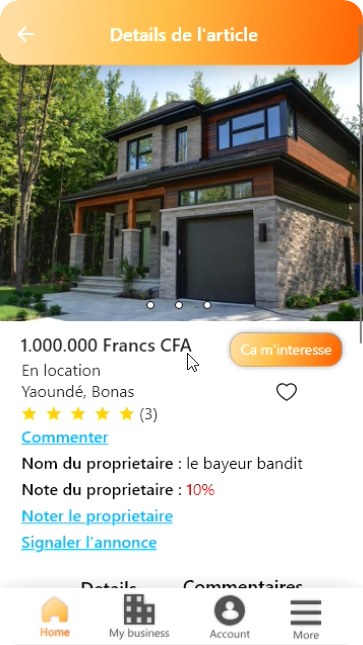 Details de l'article
1.000.000 Francs CFA
Ca m'interesse
En location
Yaoundé, Bonas
(3)
Commenter
Nom du proprietaire : le bayeur bandit
Note du proprietaire : 10%
Noter le proprietaire
Signaler l'annonce
Details
Commentaires
Home
My business
Account
More